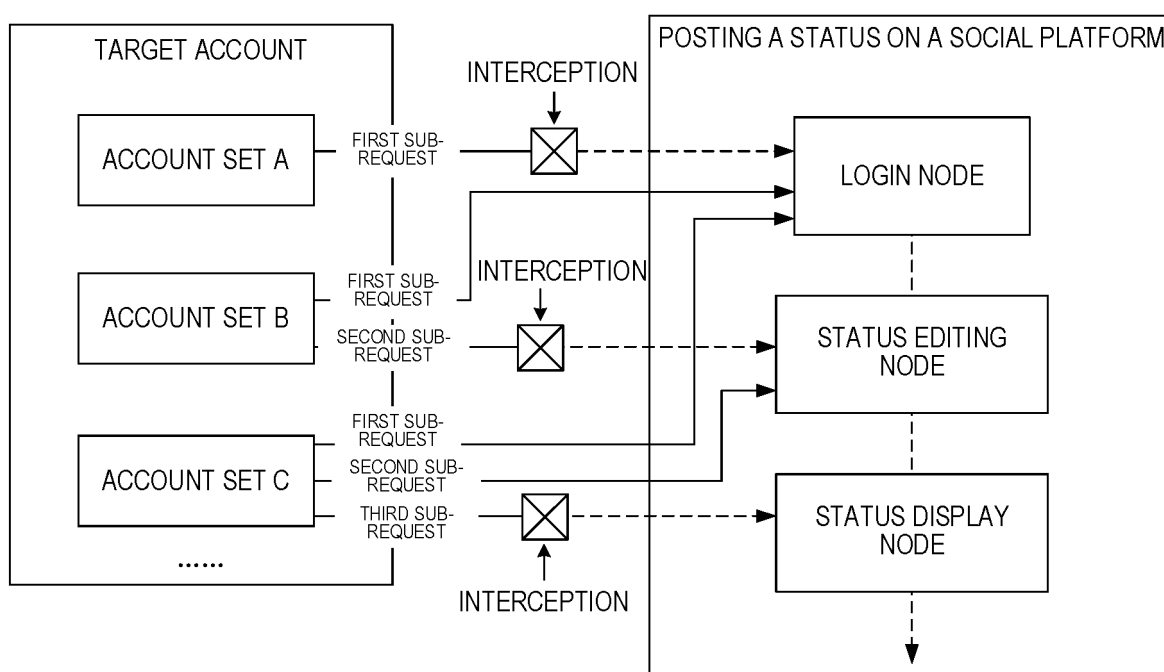 TARGET ACCOUNT
POSTING A STATUS ON A SOCIAL PLATFORM
INTERCEPTION
ACCOUNT SET A
FIRST SUB-
REQUEST
LOGIN NODE
INTERCEPTION
ACCOUNT SET B
FIRST SUB-
REQUEST
SECOND SUB-
REQUEST
STATUS EDITING
NODE
ACCOUNT SET C
FIRST SUB-
REQUEST
SECOND SUB-
REQUEST
THIRD SUB-
REQUEST
STATUS DISPLAY
NODE
......
INTERCEPTION